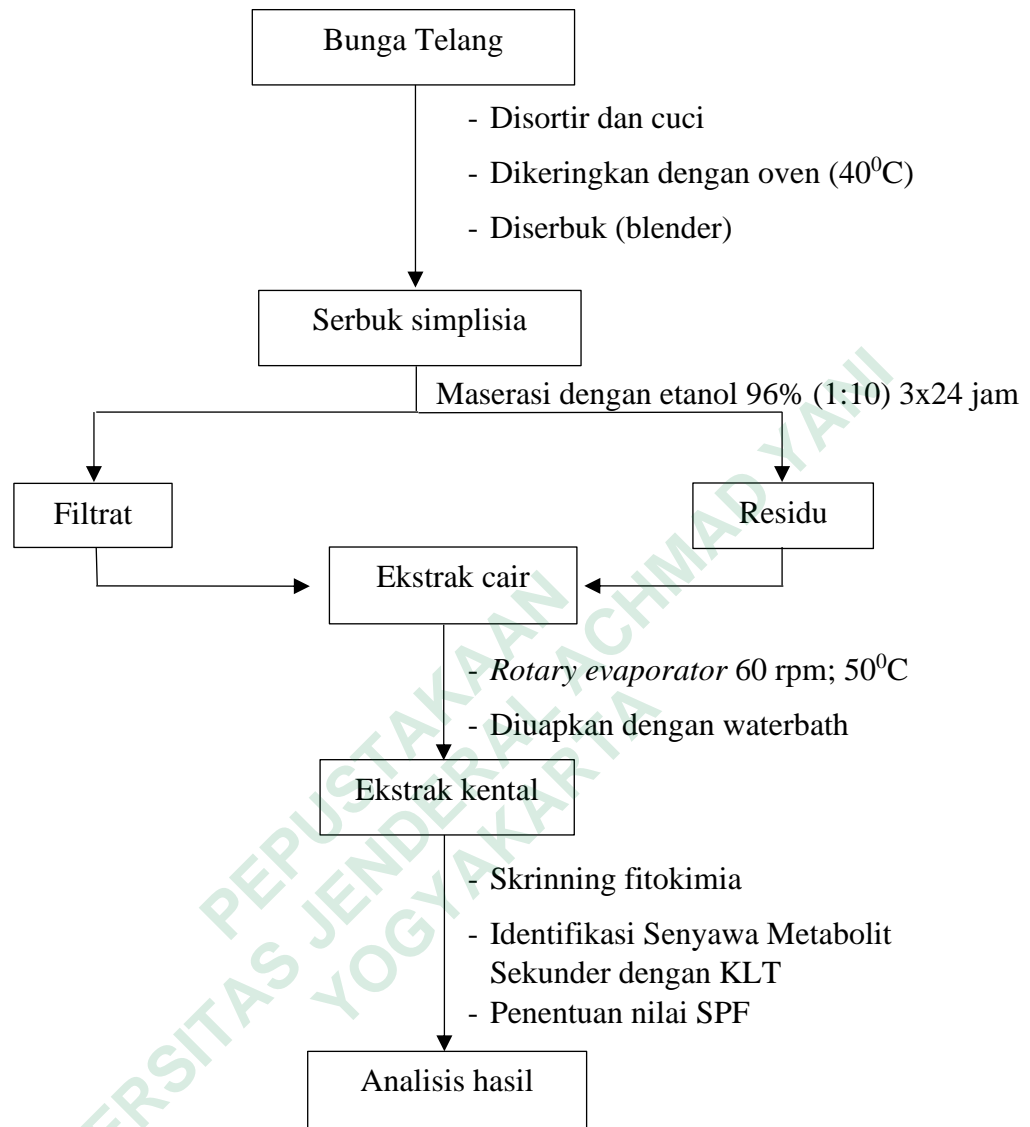 Bunga Telang
- Disortir dan cuci
- Dikeringkan dengan oven (40⁰C)
- Diserbuk (blender)
Serbuk simplisia
Maserasi dengan etanol 96% (1:10) 3x24 jam
Filtrat
Residu
Ekstrak cair
- Rotary evaporator 60 rpm; 50⁰C
- Diuapkan dengan waterbath
Ekstrak kental
- Skrinning fitokimia
- Identifikasi Senyawa Metabolit
Sekunder dengan KLT
- Penentuan nilai SPF
Analisis hasil
PEPUSTAKAAN
ERSITAS JENDERAL ACHMAD YANI
YOGYAKARTA